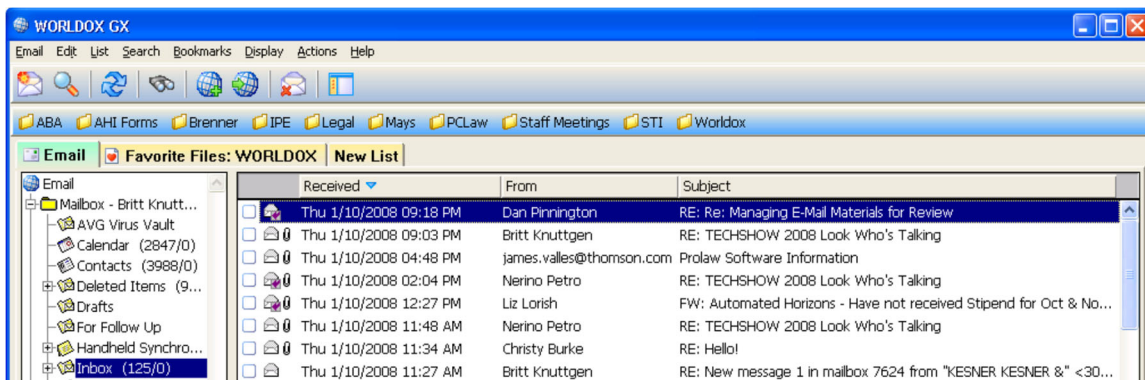 WORLDOX GX
Email Edit List Search Bookmarks Display Actions Help
ABA AHI Forms Brenner IPE Legal Mays PCLaw Staff Meetings STI Worldox
Email Favorite Files: WORLDOX New List
Email
Mailbox - Britt Knutt...
AVG Virus Vault
Calendar (2847/0)
Contacts (3988/0)
Deleted Items (9...
Drafts
For Follow Up
Handheld Synchro...
Inbox (125/0)
Received From Subject
Thu 1/10/2008 09:18 PM Dan Pinnington RE: Re: Managing E-Mail Materials for Review
Thu 1/10/2008 09:03 PM Britt Knuttgen RE: TECHSHOW 2008 Look Who's Talking
Thu 1/10/2008 04:48 PM james.valles@thomson.com Prolaw Software Information
Thu 1/10/2008 02:04 PM Nerino Petro RE: TECHSHOW 2008 Look Who's Talking
Thu 1/10/2008 12:27 PM Liz Lorish FW: Automated Horizons - Have not received Stipend for Oct & No...
Thu 1/10/2008 11:48 AM Nerino Petro RE: TECHSHOW 2008 Look Who's Talking
Thu 1/10/2008 11:34 AM Christy Burke RE: Hello!
Thu 1/10/2008 11:27 AM Britt Knuttgen RE: New message 1 in mailbox 7624 from "KESNER KESNER &" <30...